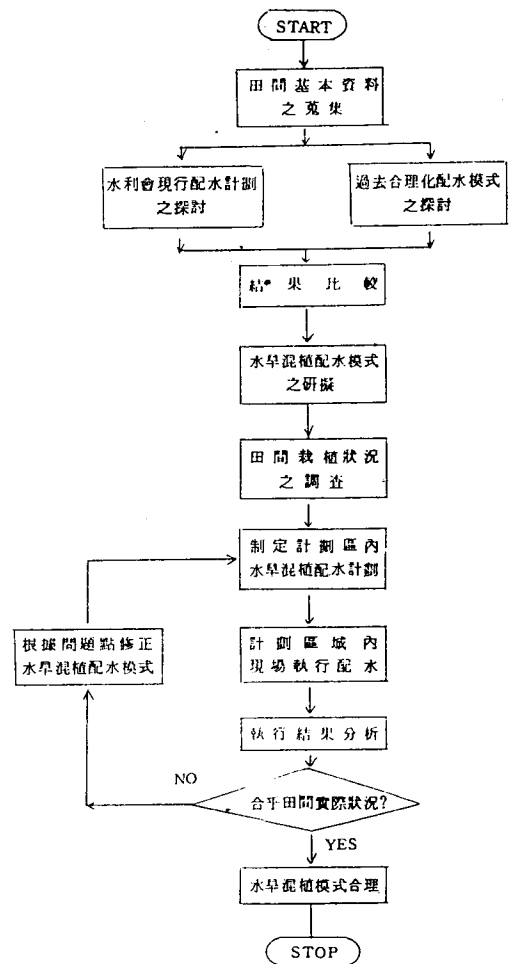 START
田間基本資料
之蒐集
水利會現行配水計劃
之探討
過去合理化配水模式
之探討
結果比較
水旱混植配水模式
之研擬
田間栽植狀況
之調查
制定計劃區內
水旱混植配水計劃
根據問題點修正
水旱混植配水模式
計劃區域內
現場執行配水
執行結果分析
NO
合乎田間實際狀況?
YES
水旱混植模式合理
STOP